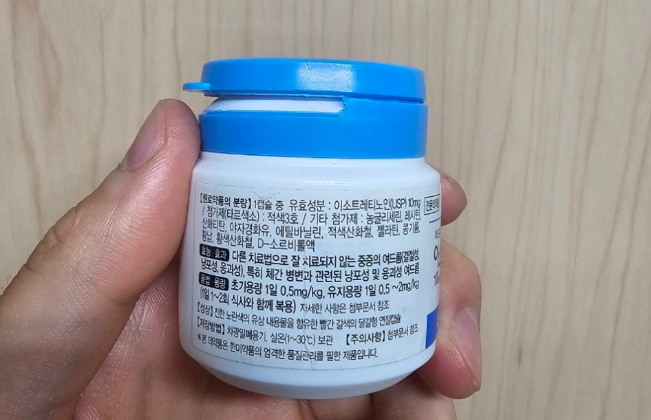 [원료약품의 분량] 1캡슐 중 유효성분 : 이소트레티노인(USP) 10mg
/ 첨가제(타르색소) : 적색3호 / 기타 첨가제 : 농글리세린, 레시틴
산화티탄, 야자경화유, 에틸바닐린, 적색산화철, 젤라틴, 콩기름,
황납, 황색산화철, D-소르비톨액
효능·효과 다른 치료법으로 잘 치료되지 않는 중증의 여드름(결절성,
낭포성, 응괴성), 특히 체간 병변과 관련된 낭포성 및 응괴성 여드름
용법·용량 초기용량 1일 0.5mg/kg, 유지용량 1일 0.5 ~2mg/kg
(1일 1~2회 식사와 함께 복용) 자세한 사항은 첨부문서 참조
[성상] 진한 노란색의 유상 내용물을 함유한 빨간 갈색의 달걀형 연질캡슐
[저장방법] 차광밀폐용기, 실온(1~30℃) 보관 [주의사항] 첨부문서 참조
※ 본 의약품은 한미약품의 엄격한 품질관리를 필한 제품입니다.